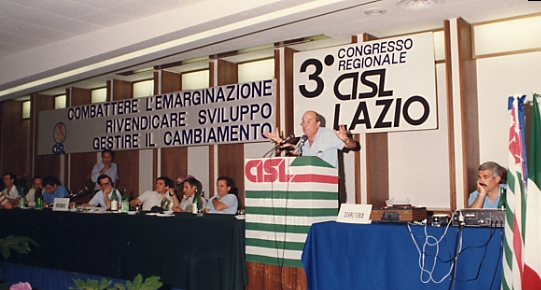 COMBATTERE L'EMARGINAZIONE
RIVENDICARE SVILUPPO
GESTIRE IL CAMBIAMENTO
3° CONGRESSO
REGIONALE
CISL
LAZIO
CISL